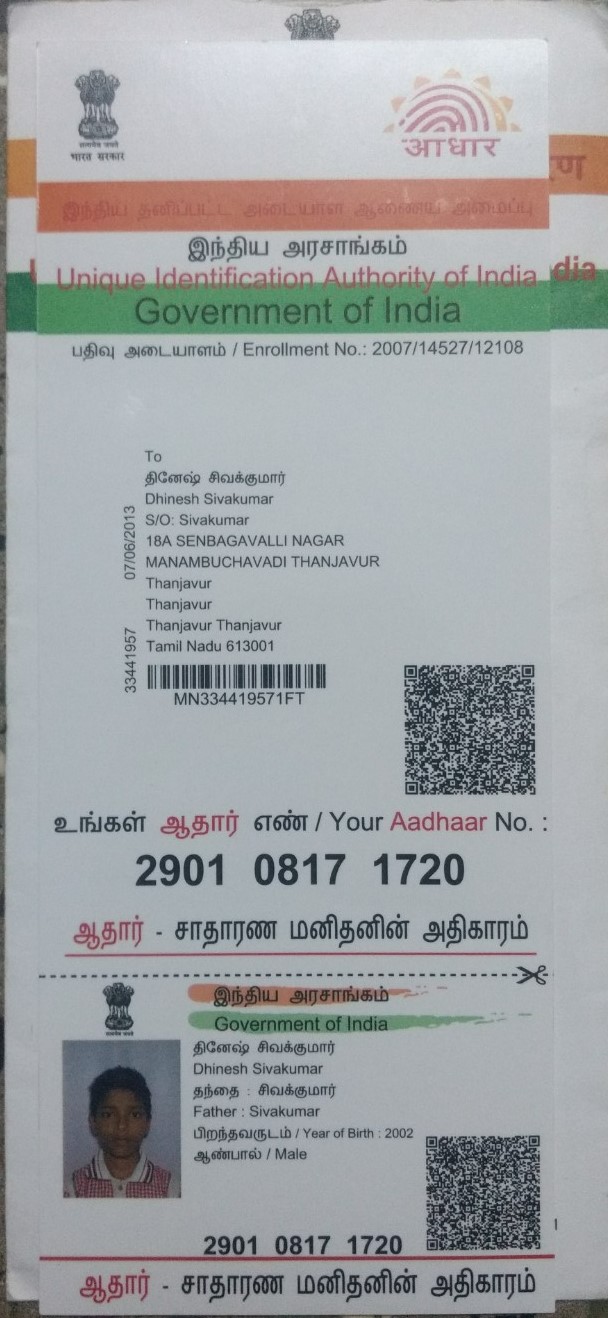 भारत सरकार
आधार
இந்திய தனிப்பட்ட அடையாள ஆணைய அமைப்பு
இந்திய அரசாங்கம்
Unique Identification Authority of India
dia
Government of India
பதிவு அடையாளம் / Enrollment No.: 2007/14527/12108
To
தினேஷ் சிவக்குமார்
Dhinesh Sivakumar
S/O: Sivakumar
18A SENBAGAVALLI NAGAR
MANAMBUCHAVADI THANJAVUR
Thanjavur
Thanjavur
Thanjavur Thanjavur
Tamil Nadu 613001
07/06/2013
33441957
MN334419571FT
உங்கள் ஆதார் எண் / Your Aadhaar No. :
2901 0817 1720
ஆதார் - சாதாரண மனிதனின் அதிகாரம்
இந்திய அரசாங்கம்
Government of India
தினேஷ் சிவக்குமார்
Dhinesh Sivakumar
தந்தை : சிவக்குமார்
Father : Sivakumar
பிறந்தவருடம் / Year of Birth : 2002
ஆண்பால் / Male
2901 0817 1720
ஆதார் - சாதாரண மனிதனின் அதிகாரம்